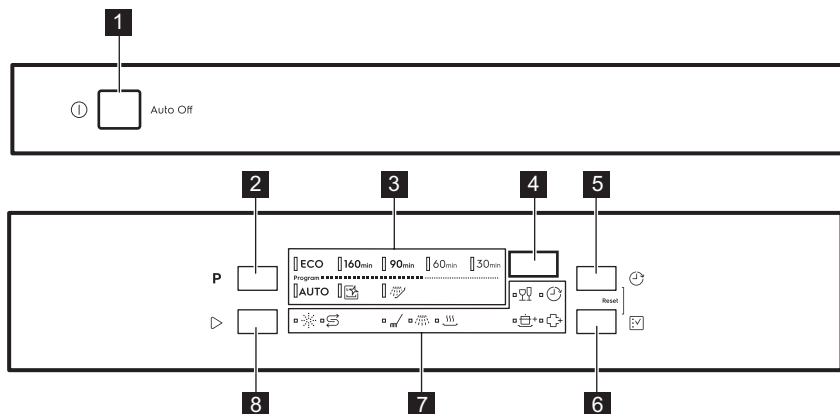 1
Auto Off
2 3 4 5
P ECO 160min 90min 60min 30min
Program
AUTO
Reset
8 7 6